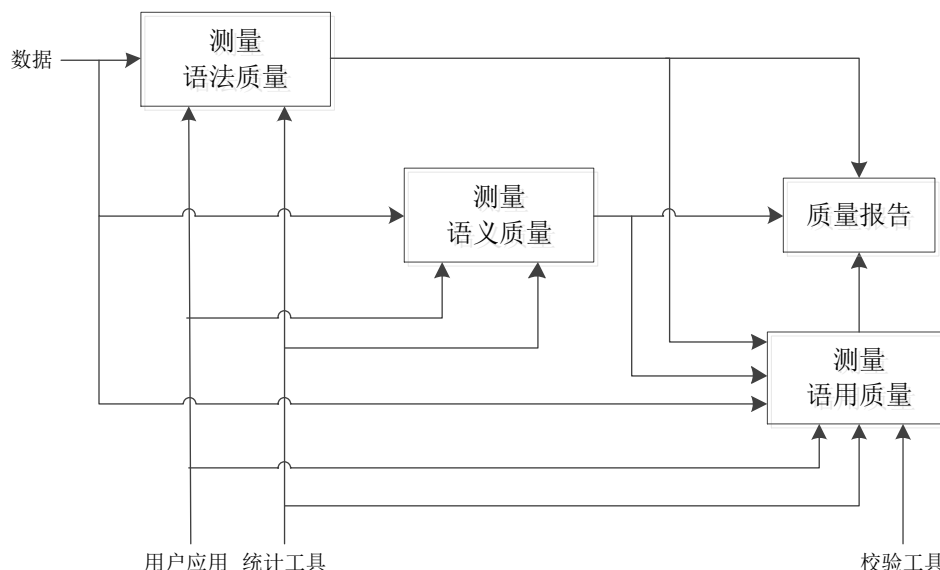 测量
语法质量
数据
测量
语义质量
质量报告
测量
语用质量
用户应用
统计工具
校验工具